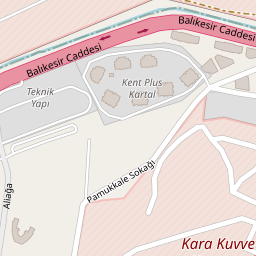 Balıkesir Caddesi
Balıkesir Caddesi
Kent Plus
Kartal
Teknik
Yapı
Pamukkale Sokağı
Aliağa
Kara Kuvve